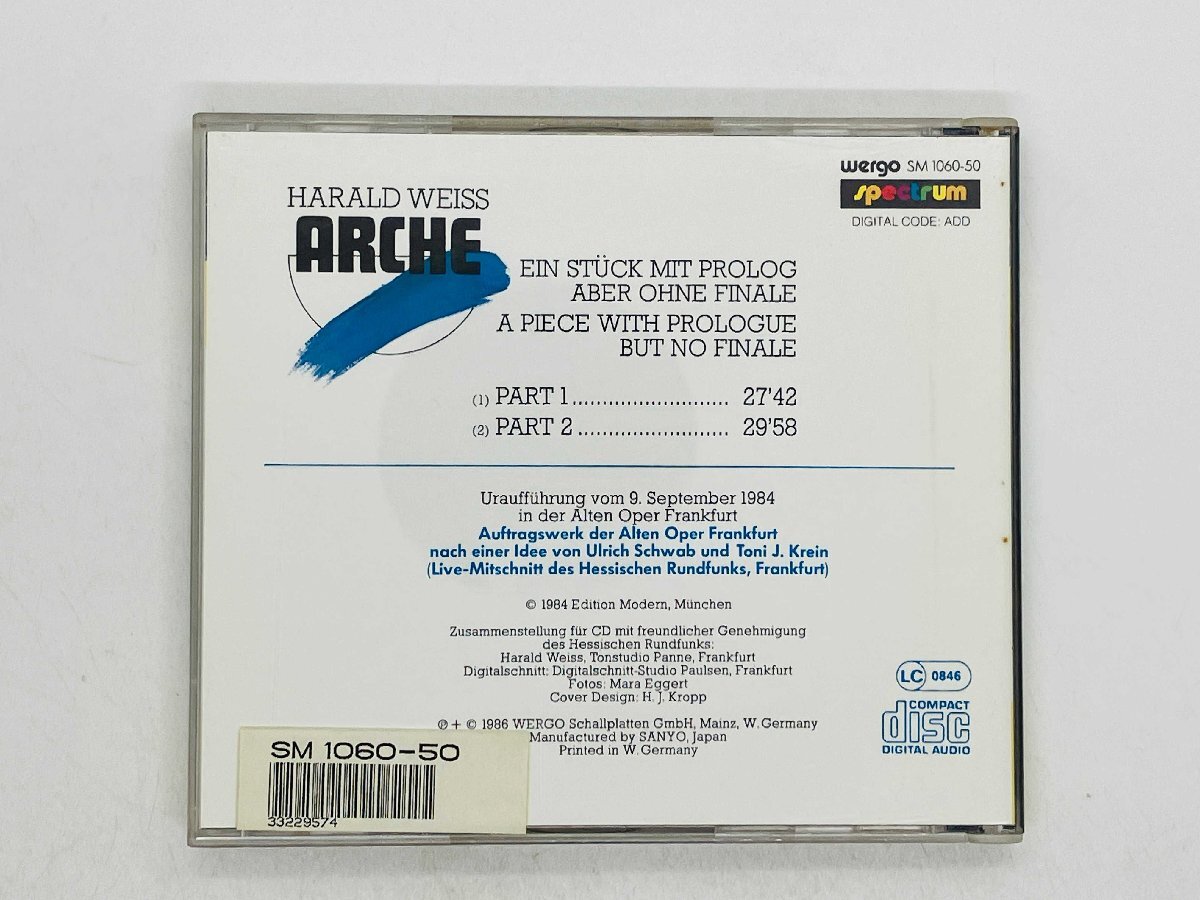 wergo SM 1060-50
spectrum
DIGITAL CODE: ADD
HARALD WEISS
ARCHE
EIN STÜCK MIT PROLOG
ABER OHNE FINALE
A PIECE WITH PROLOGUE
BUT NO FINALE
(1) PART 1.......................... 27'42
(2) PART 2......................... 29'58
Uraufführung vom 9. September 1984
in der Alten Oper Frankfurt
Auftragswerk der Alten Oper Frankfurt
nach einer Idee von Ulrich Schwab und Toni J. Krein
(Live-Mitschnitt des Hessischen Rundfunks, Frankfurt)
© 1984 Edition Modern, München
Zusammenstellung für CD mit freundlicher Genehmigung
des Hessischen Rundfunks:
Harald Weiss, Tonstudio Panne, Frankfurt
Digitalschnitt: Digitalschnitt-Studio Paulsen, Frankfurt
Fotos: Mara Eggert
Cover Design: H. J. Kropp
℗ + © 1986 WERGO Schallplatten GmbH, Mainz, W. Germany
Manufactured by SANYO, Japan
Printed in W. Germany
LC 0846
COMPACT
disc
DIGITAL AUDIO
SM 1060-50
33229574